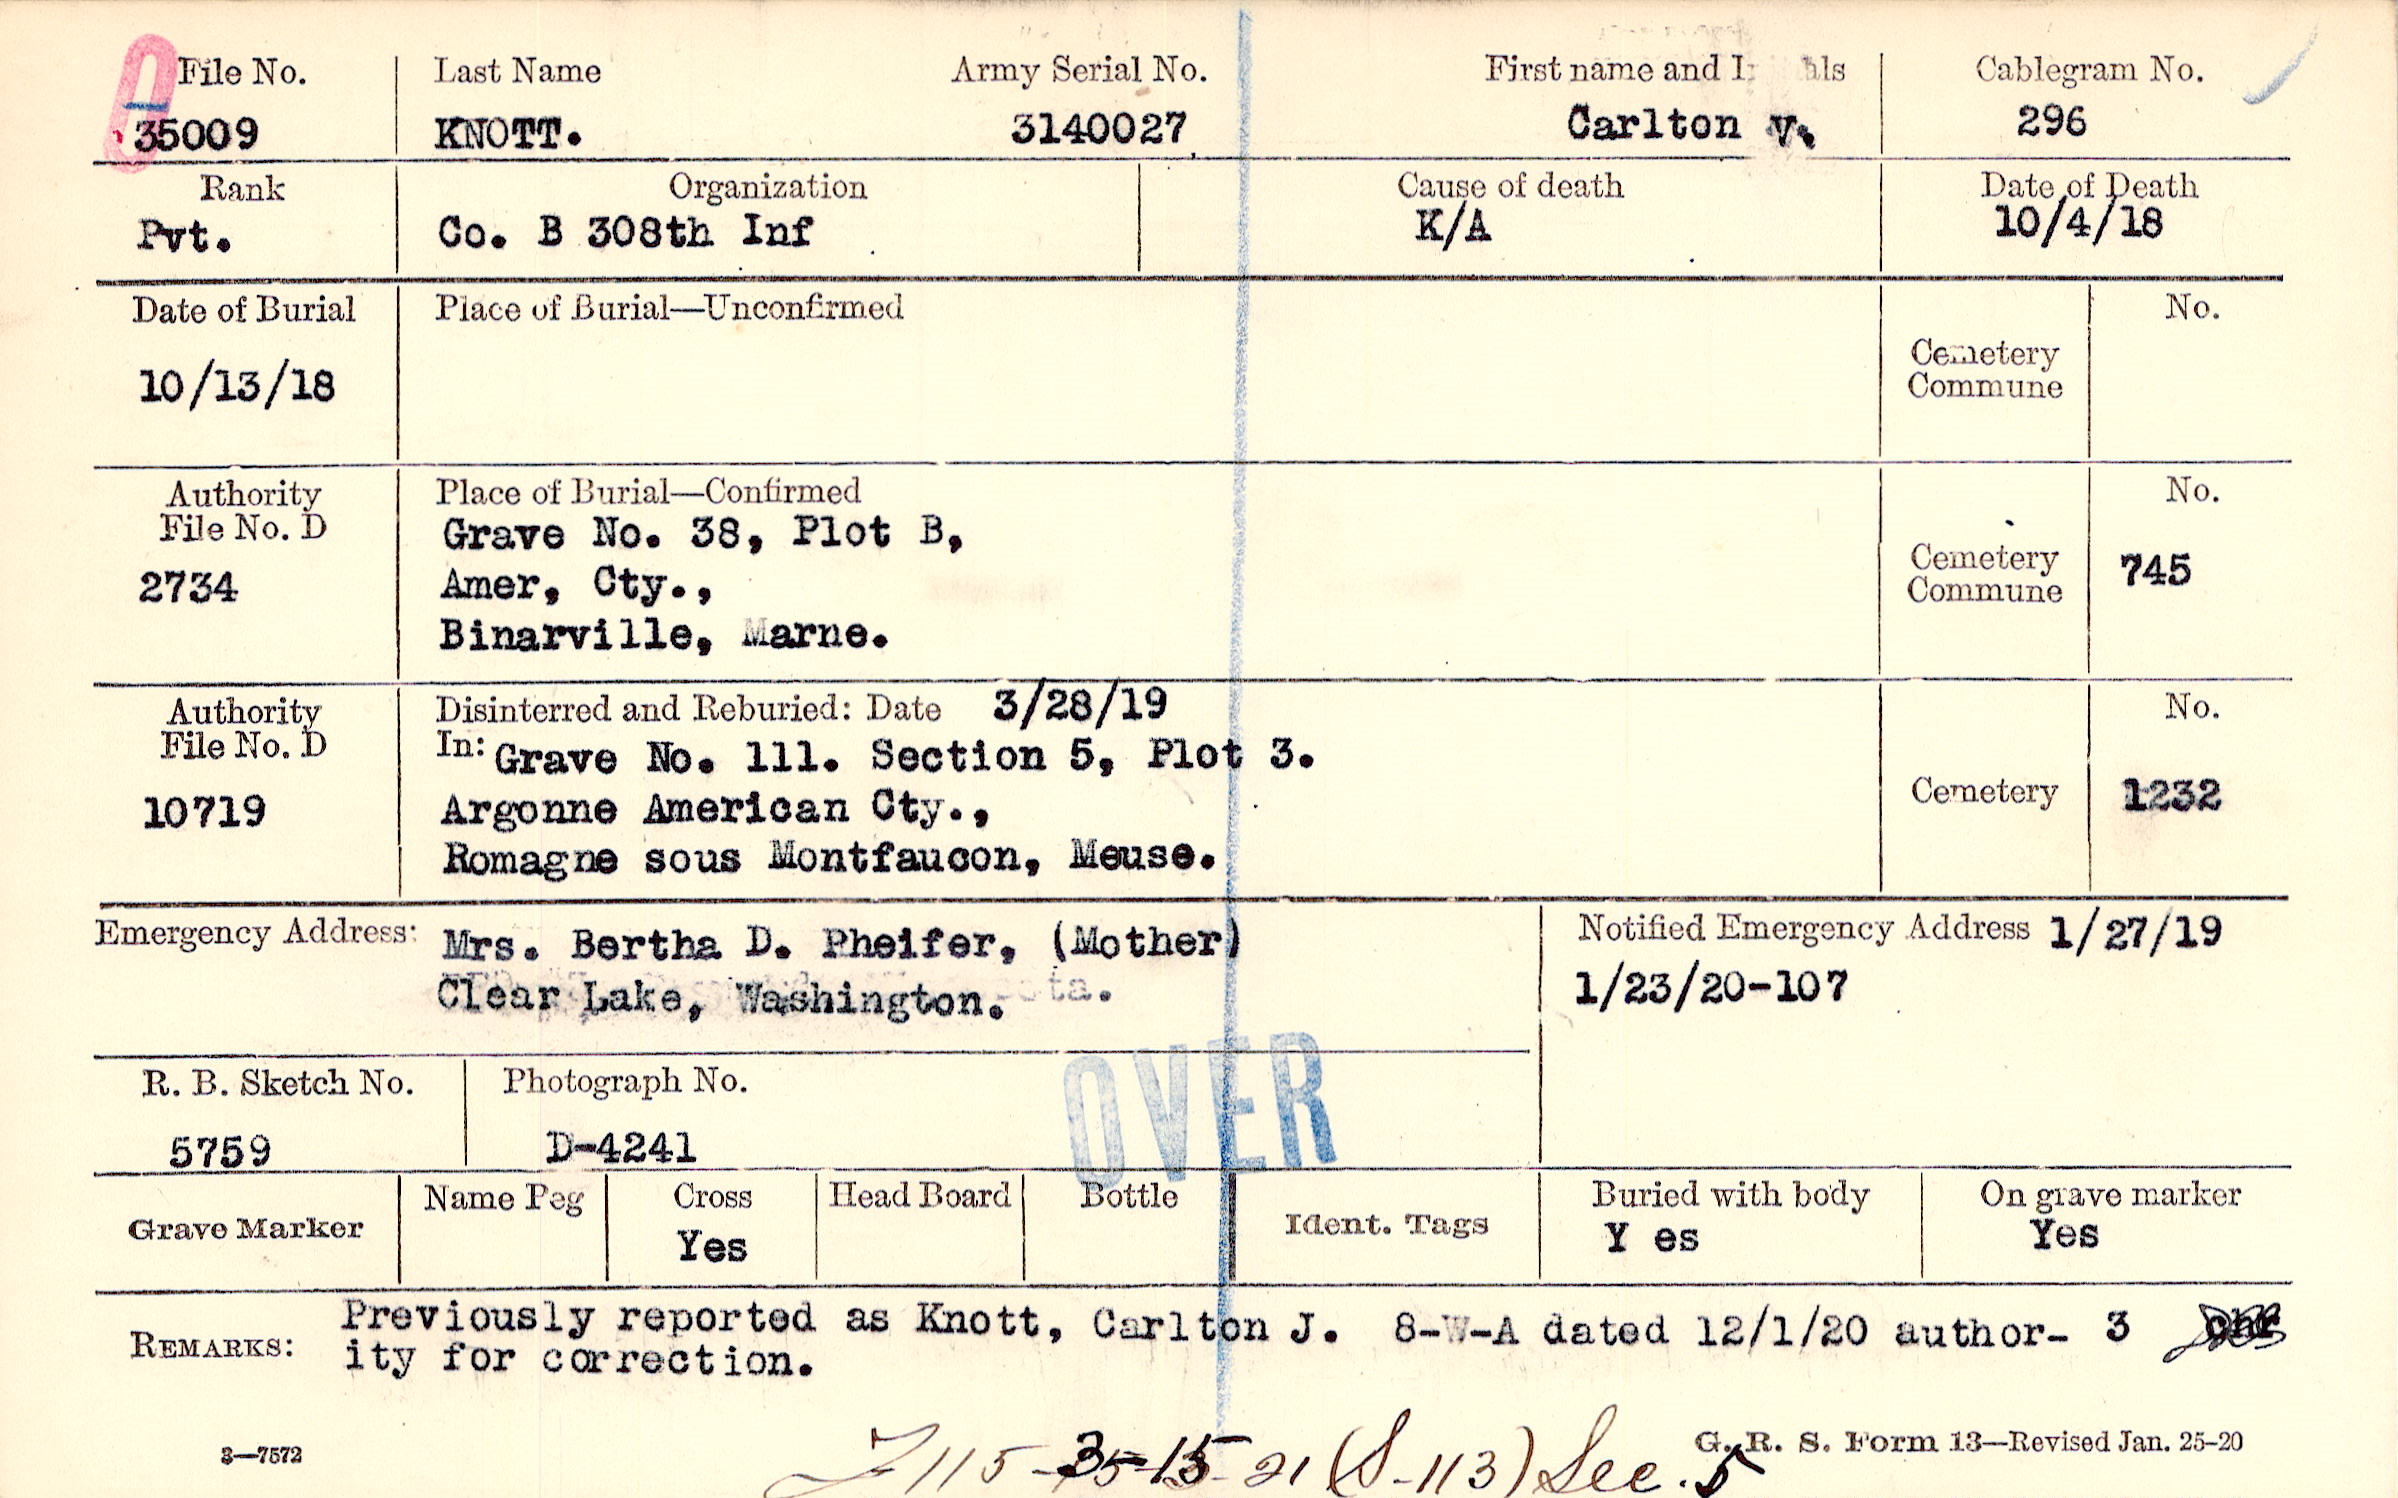 File No. Last Name Army Serial No. First name and Cablegram No.
35009 KNOTT. 3140027 Carlton V. 296
Rank Organization Cause of death Date of Death
Pvt. Co. B 308th Inf K/A 10/4/18
Date of Burial Place of Burial—Unconfirmed No.
10/13/18 Cemetery
Commune
Authority Place of Burial—Confirmed No.
File No. D Grave No. 38, Plot B,
2734 Amer, Cty., Cemetery 745
Commune
Binarville, Marne.
Authority Disinterred and Reburied: Date 3/28/19 No.
File No. D In: Grave No. 111. Section 5, Plot 3.
10719 Argonne American Cty., Cemetery 1232
Romagne sous Montfaucon, Meuse.
Emergency Address: Mrs. Bertha D. Pheifer, (Mother) Notified Emergency Address 1/27/19
Clear Lake, Washington. 1/23/20-107
OVER
R. B. Sketch No. Photograph No.
5759 D-4241
Grave Marker Name Peg Cross Head Board Bottle Ident. Tags Buried with body On grave marker
Yes Y es Yes
REMARKS: Previously reported as Knott, Carlton J. 8-W-A dated 12/1/20 author- 3
ity for correction.
3—7572 G. R. S. Form 13—Revised Jan. 25-20
21 (S-113) Sec. 5